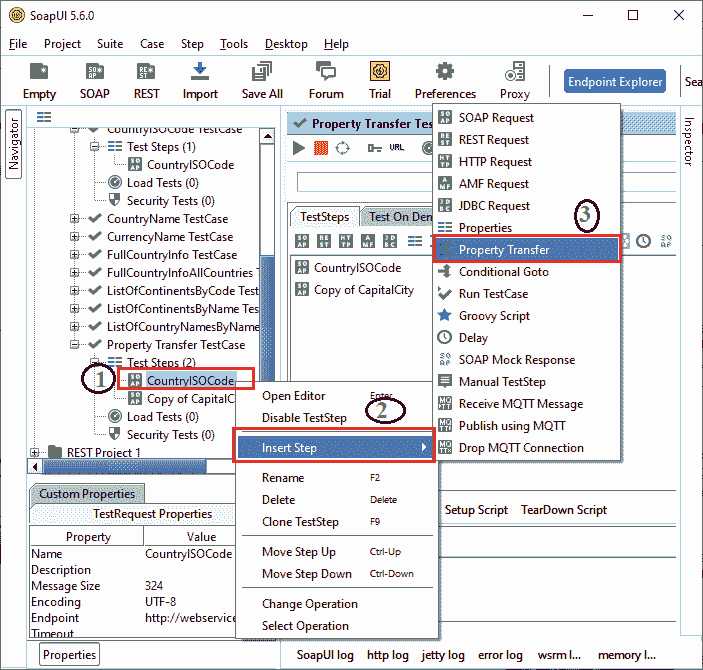 SoapUI 5.6.0
File Project Suite Case Step Tools Desktop Help
Empty SOAP REST Import Save All Forum Trial Preferences Proxy Endpoint Explorer Sea
Navigator
CountryISOCode TestCase
Test Steps (1)
CountryISOCode
Load Tests (0)
Security Tests (0)
CountryName TestCase
CurrencyName TestCase
FullCountryInfo TestCase
FullCountryInfoAllCountries T
ListOfContinentsByCode Test
ListOfContinentsByName Tes
ListOfCountryNamesByName
Property Transfer TestCase
Test Steps (2)
1 CountryISOCode
Copy of CapitalC
Load Tests (0)
Security Tests (0)
REST Project 1
Custom Properties
TestRequest Properties
Property Value
Name CountryISOCode
Description
Message Size 324
Encoding UTF-8
Endpoint http://webservice
Timeout
Properties
Property Transfer Tes
URL
TestSteps Test On Den
CountryISOCode
Copy of CapitalCity
Open Editor Enter
Disable TestStep 2
Insert Step
Rename F2
Delete Delete
Clone TestStep F9
Move Step Up Ctrl-Up
Move Step Down Ctrl-Down
Change Operation
Select Operation
SOAP Request
REST Request
HTTP Request
AMF Request
JDBC Request
Properties 3
Property Transfer
Conditional Goto
Run TestCase
Groovy Script
Delay
SOAP Mock Response
Manual TestStep
Receive MQTT Message
Publish using MQTT
Drop MQTT Connection
Inspector
Setup Script TearDown Script
SoapUI log http log jetty log error log wsrm l... memory l...